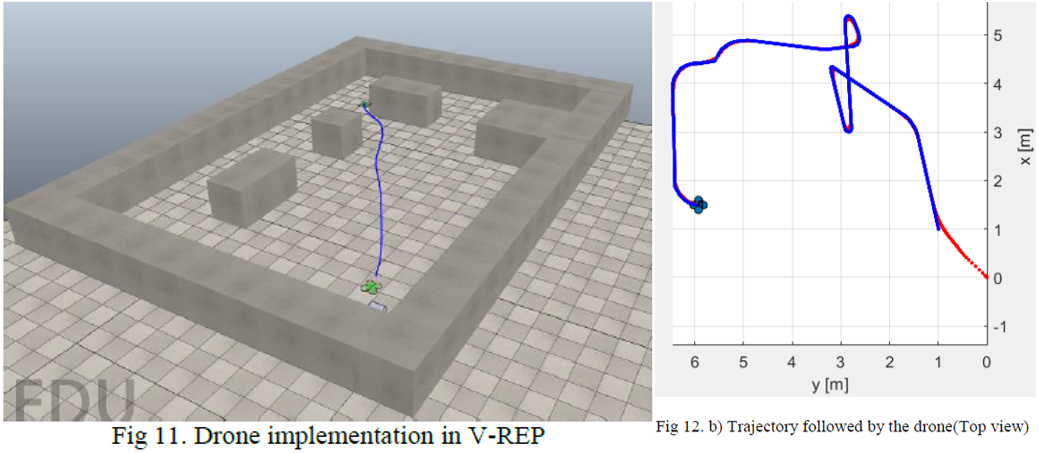 EDU
Fig 11. Drone implementation in V-REP
5
4
3
2
1
0
-1
x [m]
6 5 4 3 2 1 0
y [m]
Fig 12. b) Trajectory followed by the drone(Top view)